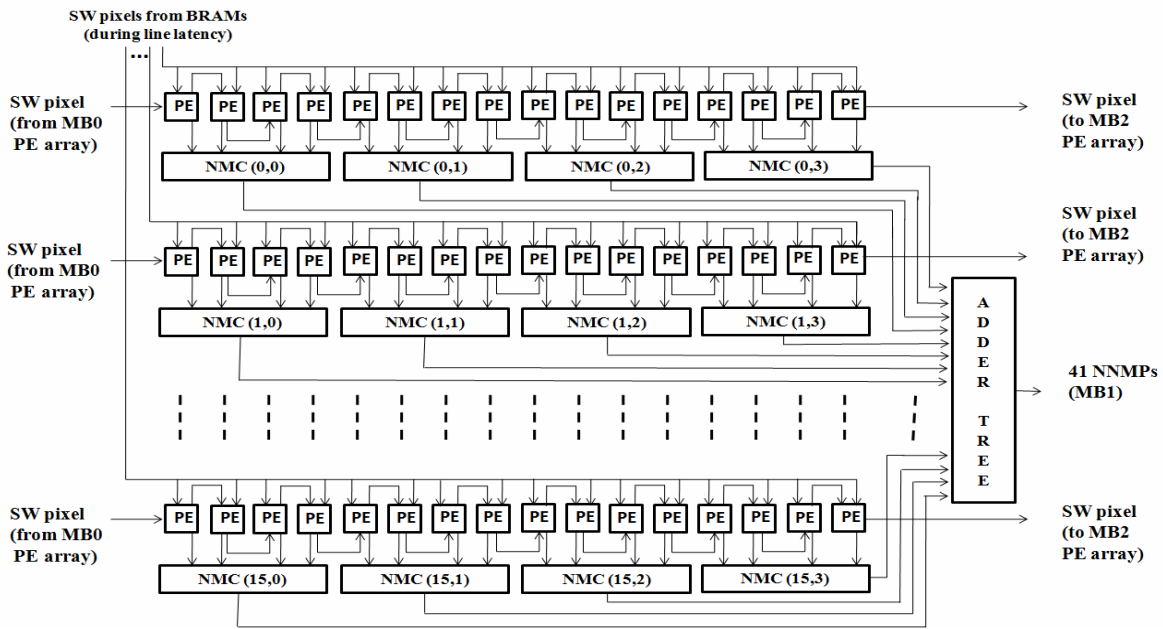 SW pixels from BRAMs
(during line latency)
...
SW pixel
(from MB0
PE array)
PE PE PE PE PE PE PE PE PE PE PE PE PE PE PE PE
SW pixel
(to MB2
PE array)
NMC (0,0) NMC (0,1) NMC (0,2) NMC (0,3)
SW pixel
(from MB0
PE array)
PE PE PE PE PE PE PE PE PE PE PE PE PE PE PE PE
SW pixel
(to MB2
PE array)
NMC (1,0) NMC (1,1) NMC (1,2) NMC (1,3)
A
D
D
E
R
T
R
E
E
41 NNMPs
(MB1)
SW pixel
(from MB0
PE array)
PE PE PE PE PE PE PE PE PE PE PE PE PE PE PE PE
SW pixel
(to MB2
PE array)
NMC (15,0) NMC (15,1) NMC (15,2) NMC (15,3)